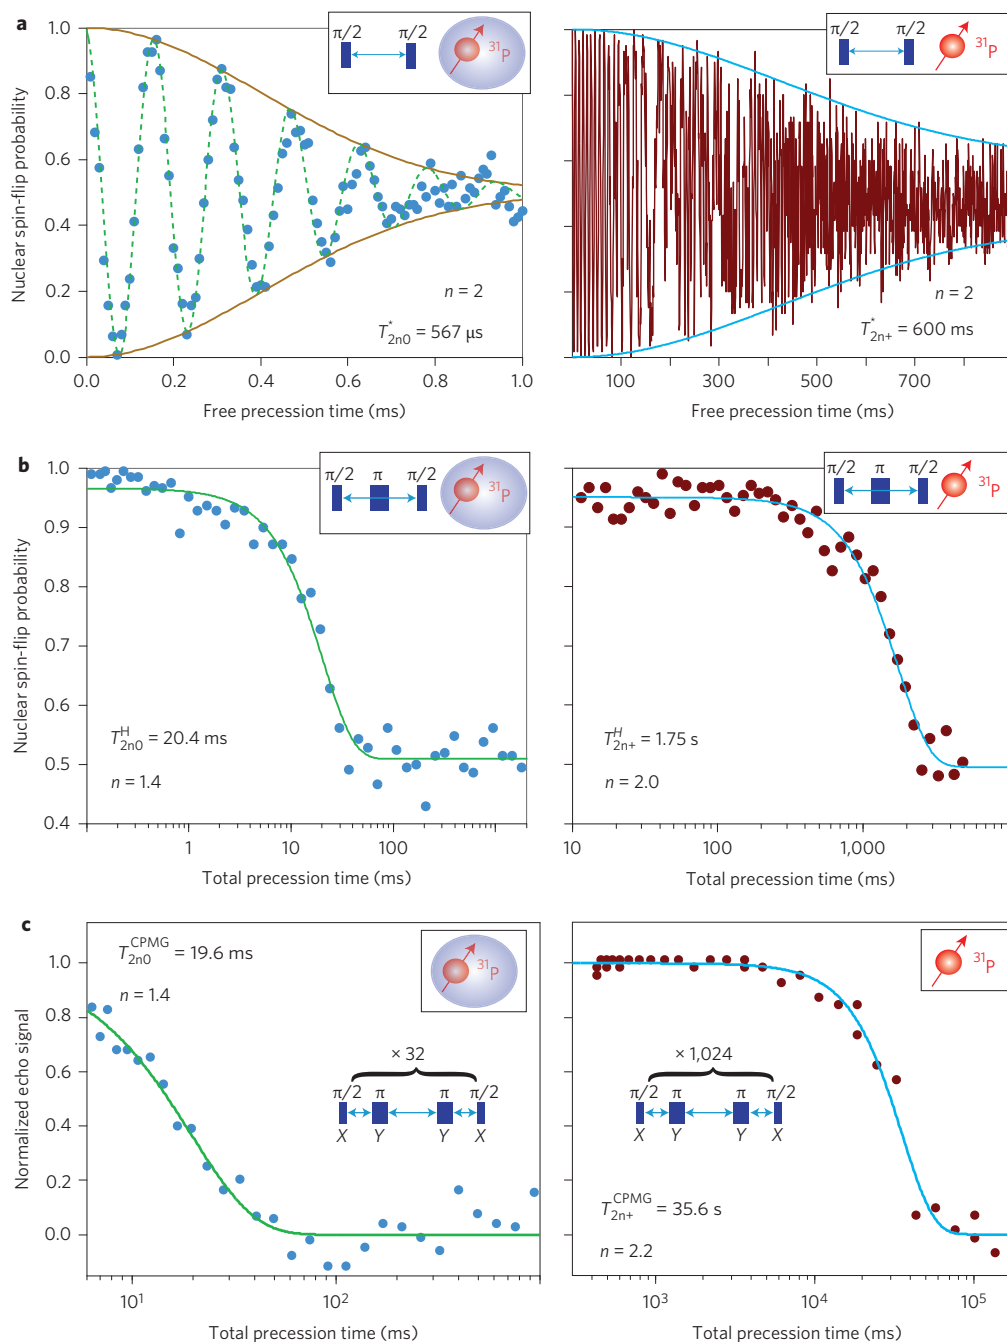 a
Nuclear spin-flip probability
1.0
0.8
0.6
0.4
0.2
0.0
0.0 0.2 0.4 0.6 0.8 1.0
Free precession time (ms)
π/2 π/2
³¹P
n = 2
T*2n0 = 567 μs
100 300 500 700
Free precession time (ms)
π/2 π/2
³¹P
n = 2
T*2n+ = 600 ms
b
Nuclear spin-flip probability
1.0
0.9
0.8
0.7
0.6
0.5
0.4
1 10 100
Total precession time (ms)
π/2 π π/2
³¹P
T^H2n0 = 20.4 ms
n = 1.4
10 100 1,000
Total precession time (ms)
π/2 π π/2
³¹P
T^H2n+ = 1.75 s
n = 2.0
c
Normalized echo signal
1.0
0.8
0.6
0.4
0.2
0.0
10¹ 10²
Total precession time (ms)
T^CPMG2n0 = 19.6 ms
n = 1.4
³¹P
× 32
π/2 π π π/2
X Y Y X
10³ 10⁴ 10⁵
Total precession time (ms)
³¹P
× 1,024
π/2 π π π/2
X Y Y X
T^CPMG2n+ = 35.6 s
n = 2.2